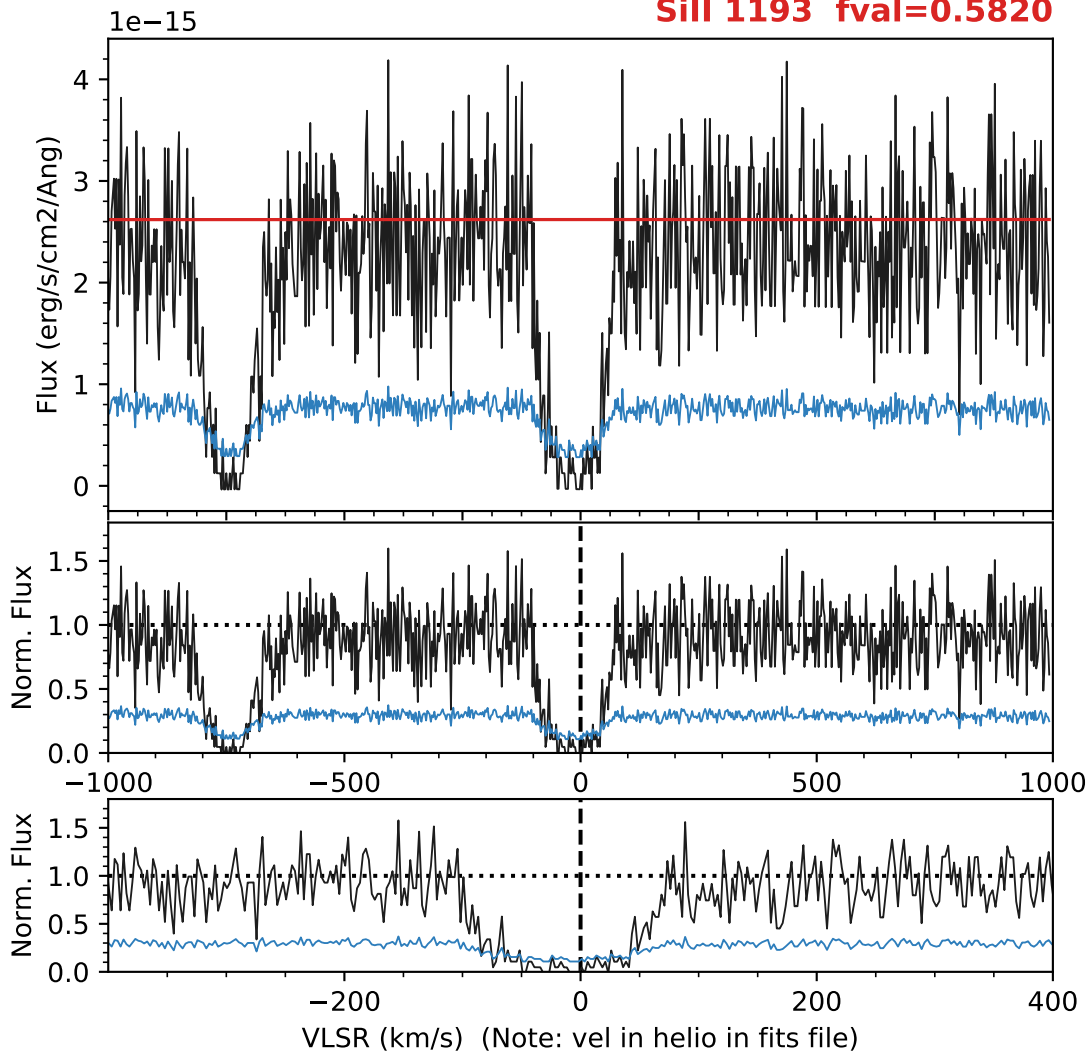 1e−15
SiII 1193 fval=0.5820
4
3
2
1
0
Flux (erg/s/cm2/Ang)
1.5
1.0
0.5
0.0
Norm. Flux
−1000 −500 0 500 1000
1.5
1.0
0.5
0.0
Norm. Flux
−200 0 200 400
VLSR (km/s) (Note: vel in helio in fits file)